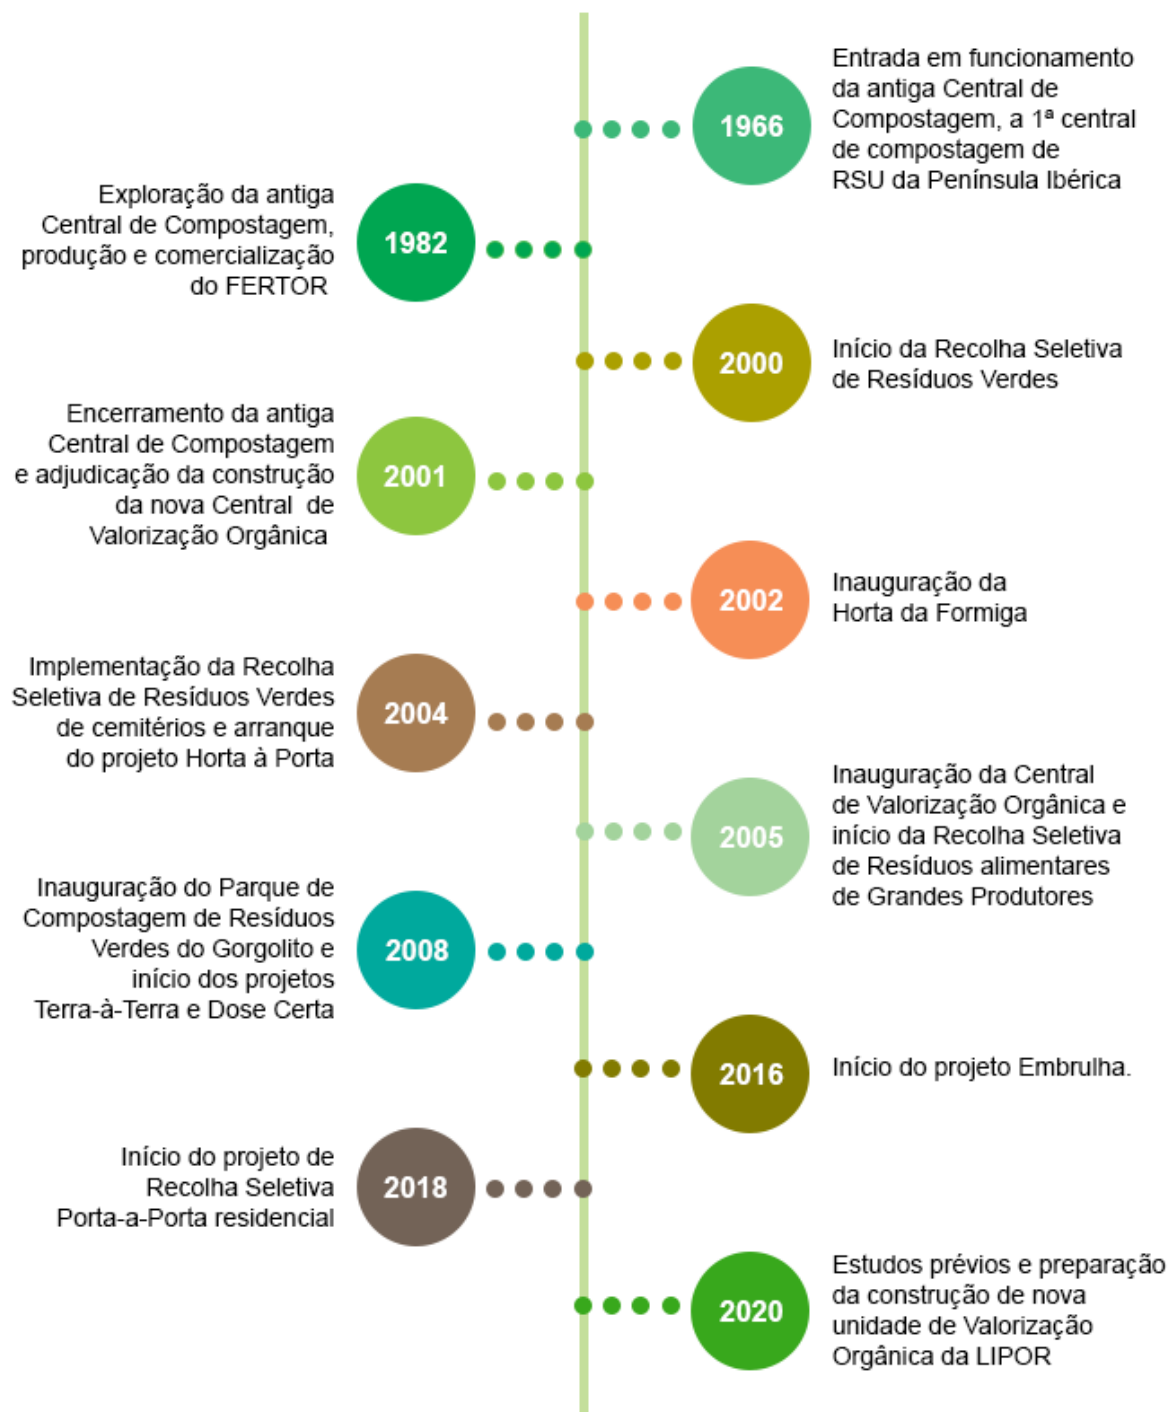 1966
Entrada em funcionamento
da antiga Central de
Compostagem, a 1ª central
de compostagem de
RSU da Península Ibérica
Exploração da antiga
Central de Compostagem,
produção e comercialização
do FERTOR
1982
2000
Início da Recolha Seletiva
de Resíduos Verdes
Encerramento da antiga
Central de Compostagem
e adjudicação da construção
da nova Central de
Valorização Orgânica
2001
2002
Inauguração da
Horta da Formiga
Implementação da Recolha
Seletiva de Resíduos Verdes
de cemitérios e arranque
do projeto Horta à Porta
2004
2005
Inauguração da Central
de Valorização Orgânica e
início da Recolha Seletiva
de Resíduos alimentares
de Grandes Produtores
Inauguração do Parque de
Compostagem de Resíduos
Verdes do Gorgolito e
início dos projetos
Terra-à-Terra e Dose Certa
2008
2016
Início do projeto Embrulha.
Início do projeto de
Recolha Seletiva
Porta-a-Porta residencial
2018
2020
Estudos prévios e preparação
da construção de nova
unidade de Valorização
Orgânica da LIPOR